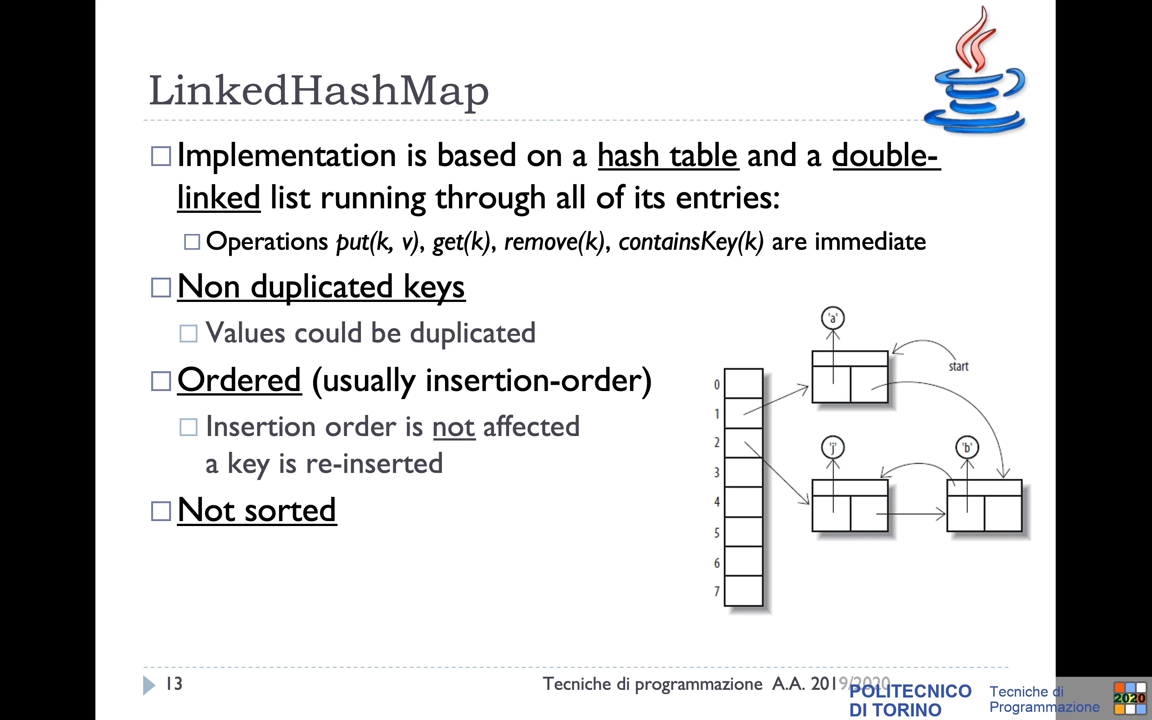 LinkedHashMap
Implementation is based on a hash table and a double-
linked list running through all of its entries:
Operations put(k, v), get(k), remove(k), containsKey(k) are immediate
Non duplicated keys
Values could be duplicated
Ordered (usually insertion-order)
Insertion order is not affected
a key is re-inserted
Not sorted
'a'
start
0
1
2
3
4
5
6
7
'j'
'b'
13
Tecniche di programmazione A.A. 2019/2020
POLITECNICO
DI TORINO
Tecniche di
Programmazione
2020